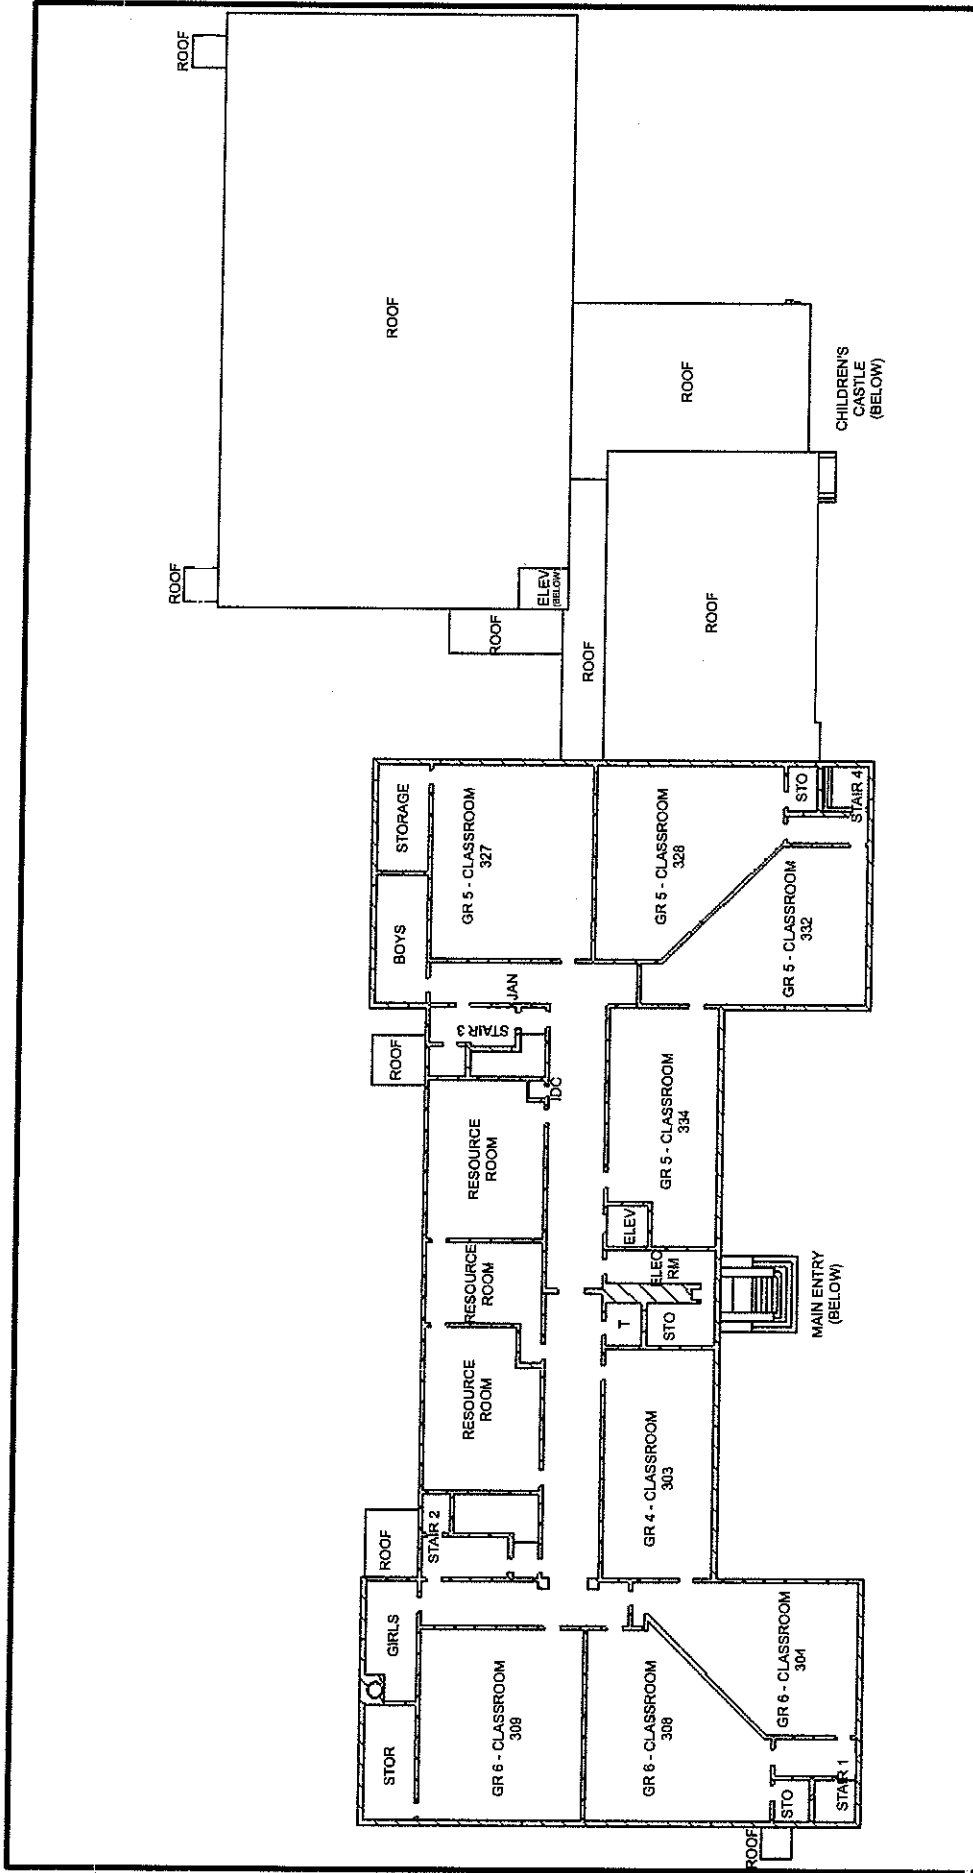 ROOF
ROOF
ROOF
ROOF
CHILDREN'S
CASTLE
(BELOW)
ELEV
(BELOW)
ROOF
ROOF
ROOF
STORAGE
BOYS
GR 5 - CLASSROOM
327
GR 5 - CLASSROOM
328
STO
STAIR 4
GR 5 - CLASSROOM
332
JAN
STAIR 3
ROOF
IDC
RESOURCE
ROOM
GR 5 - CLASSROOM
334
ELEV
ELEC
RM
RESOURCE
ROOM
T
STO
MAIN ENTRY
(BELOW)
RESOURCE
ROOM
GR 4 - CLASSROOM
303
STAIR 2
ROOF
GIRLS
STOR
GR 6 - CLASSROOM
309
GR 6 - CLASSROOM
308
GR 6 - CLASSROOM
304
STO
STAIR 1
ROOF